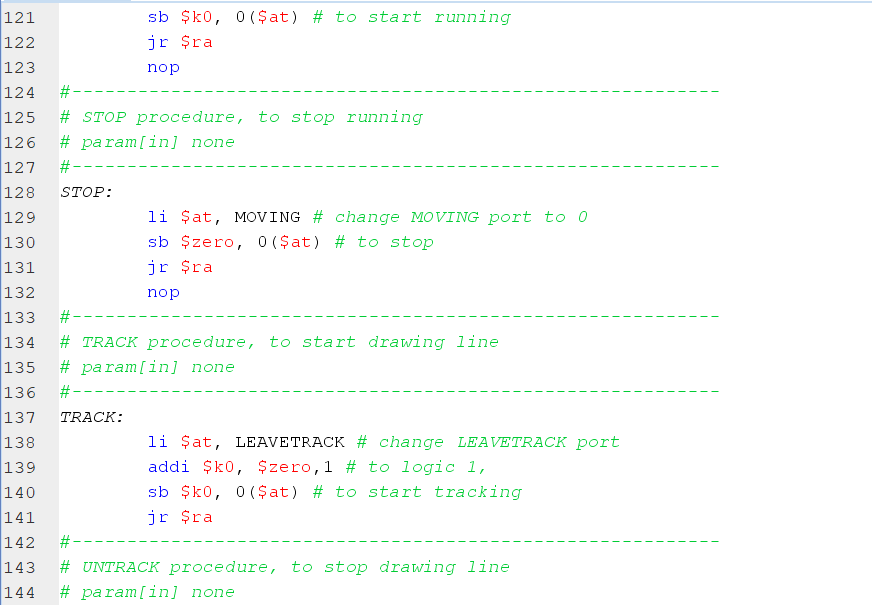 121 sb $k0, 0($at) # to start running
122 jr $ra
123 nop
124 #-----------------------------------------------------------
125 # STOP procedure, to stop running
126 # param[in] none
127 #-----------------------------------------------------------
128 STOP:
129 li $at, MOVING # change MOVING port to 0
130 sb $zero, 0($at) # to stop
131 jr $ra
132 nop
133 #-----------------------------------------------------------
134 # TRACK procedure, to start drawing line
135 # param[in] none
136 #-----------------------------------------------------------
137 TRACK:
138 li $at, LEAVETRACK # change LEAVETRACK port
139 addi $k0, $zero,1 # to logic 1,
140 sb $k0, 0($at) # to start tracking
141 jr $ra
142 #-----------------------------------------------------------
143 # UNTRACK procedure, to stop drawing line
144 # param[in] none